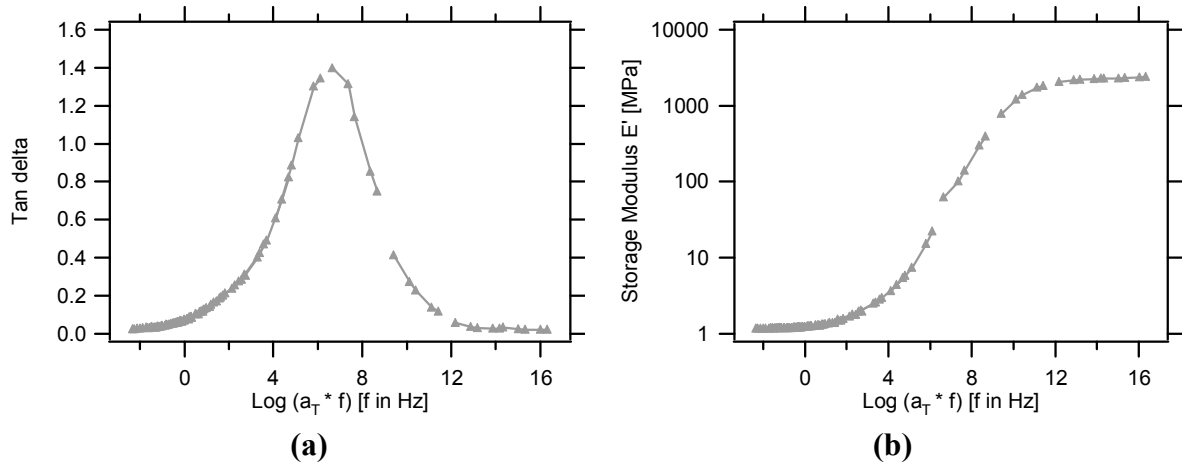 Tan delta
1.6
1.4
1.2
1.0
0.8
0.6
0.4
0.2
0.0
0 4 8 12 16
Log (a_T * f) [f in Hz]
(a)
Storage Modulus E' [MPa]
10000
1000
100
10
1
0 4 8 12 16
Log (a_T * f) [f in Hz]
(b)